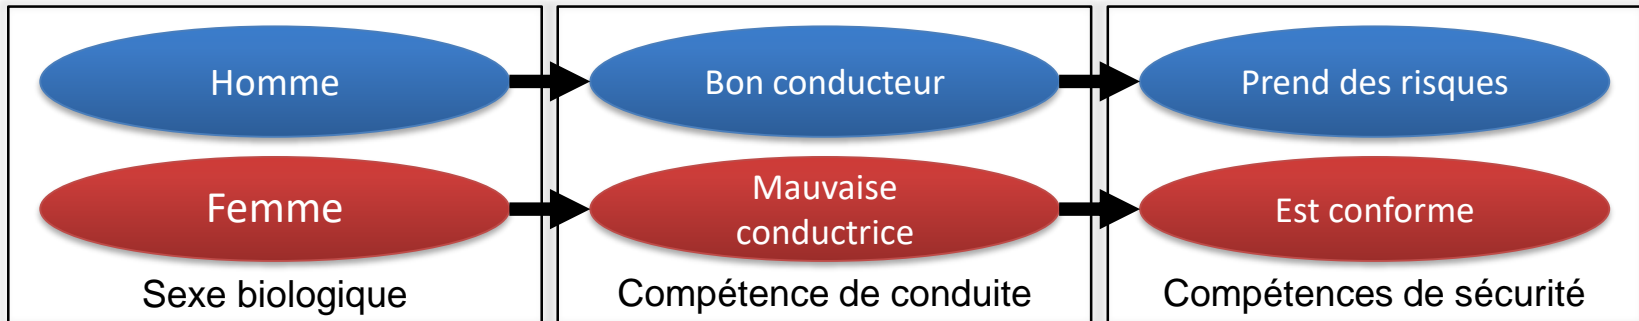 Homme
Bon conducteur
Prend des risques
Femme
Mauvaise
conductrice
Est conforme
Sexe biologique
Compétence de conduite
Compétences de sécurité